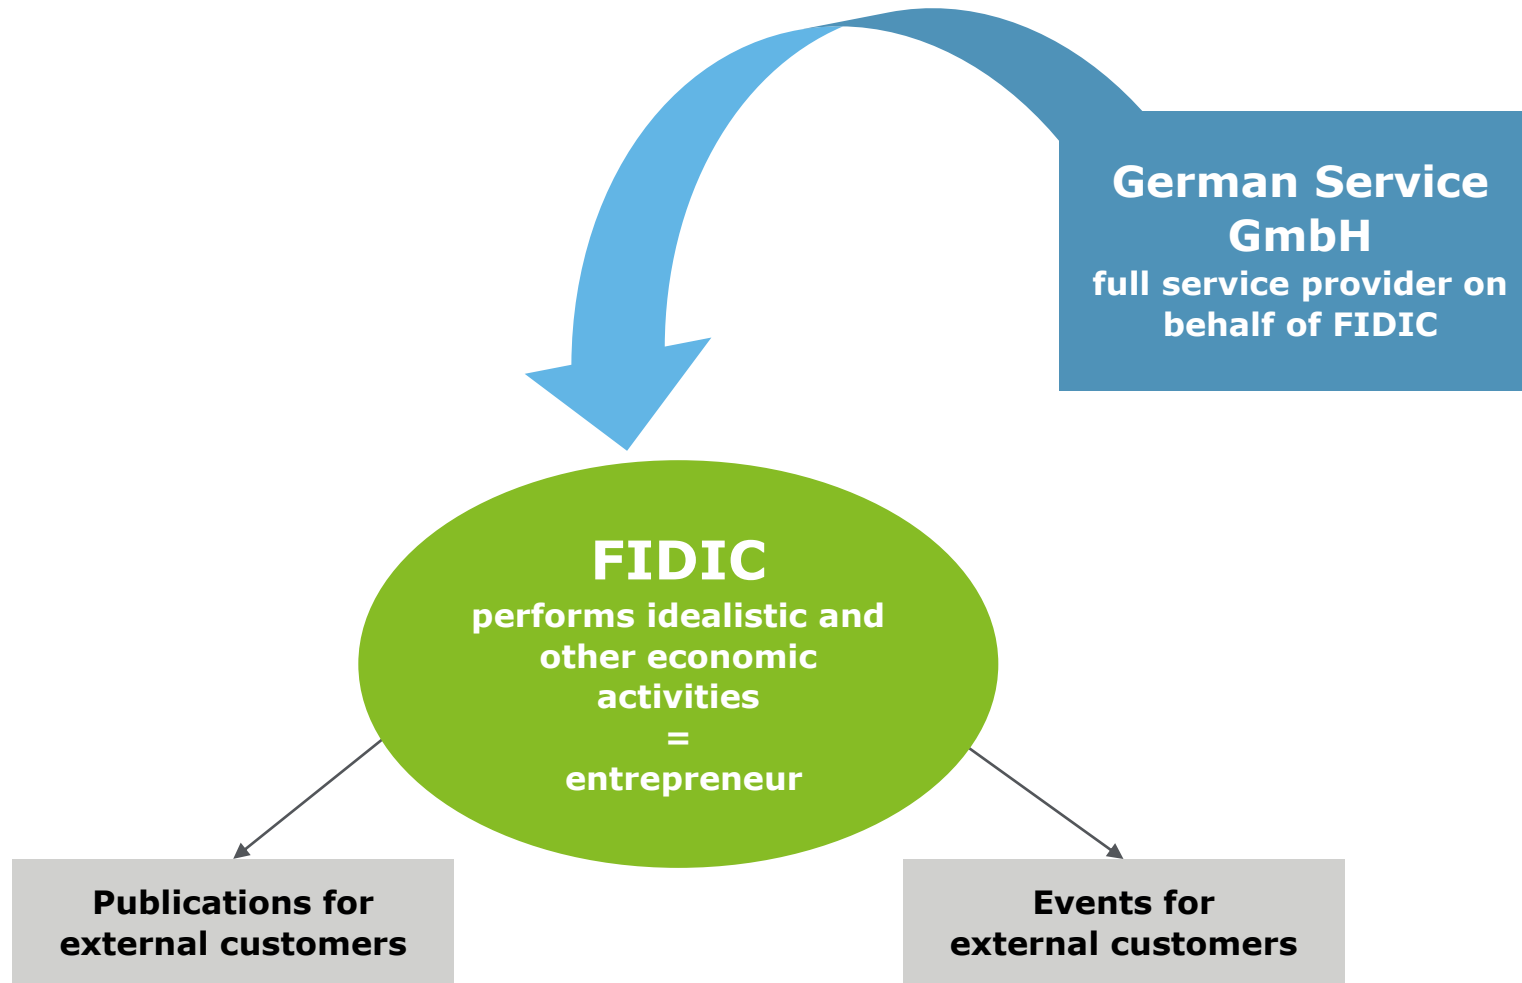 German Service
GmbH
full service provider on
behalf of FIDIC
FIDIC
performs idealistic and
other economic
activities
=
entrepreneur
Publications for
external customers
Events for
external customers